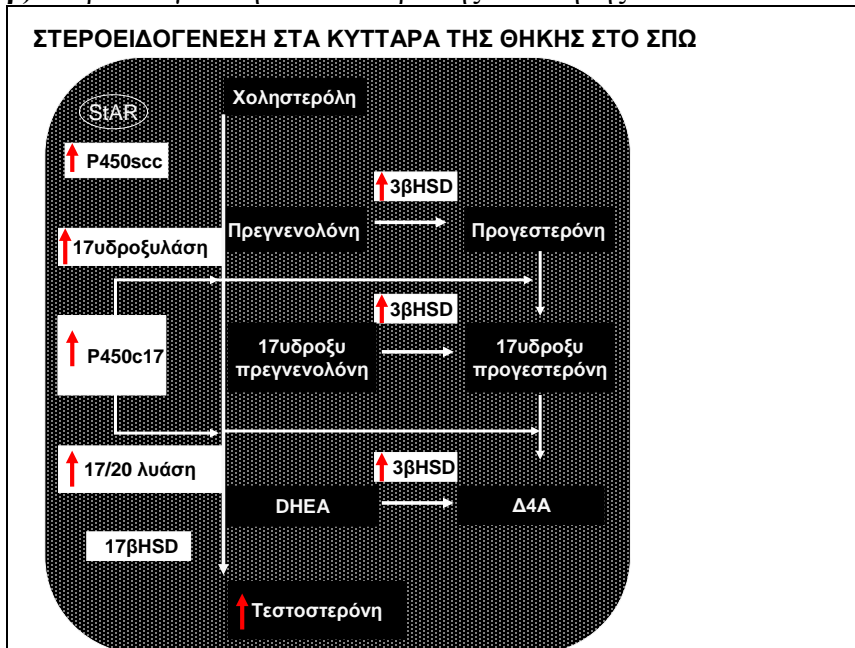 ΣΤΕΡΟΕΙΔΟΓΕΝΕΣΗ ΣΤΑ ΚΥΤΤΑΡΑ ΤΗΣ ΘΗΚΗΣ ΣΤΟ ΣΠΩ
Χοληστερόλη
StAR
P450scc
3βHSD
17υδροξυλάση
Πρεγνενολόνη
Προγεστερόνη
3βHSD
P450c17
17υδροξυ
πρεγνενολόνη
17υδροξυ
προγεστερόνη
17/20 λυάση
3βHSD
DHEA
Δ4Α
17βHSD
Τεστοστερόνη